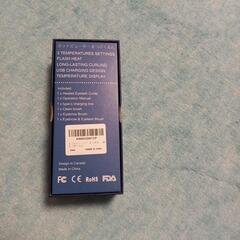 3 TEMPERATURES SETTINGS
FLASH HEAT
LONG-LASTING CURLING
USB CHARGING DESIGN
TEMPERATURE DISPLAY
Includes:
1 x Heated Eyelash Curler
1 x Operation Manual
1 x type-c charging line
1 x Clean brush
1 x Eyebrow Brush
1 x Eyebrow & Eyelash Brush
Design in Canada
Made in China
FC CE RoHS FDA